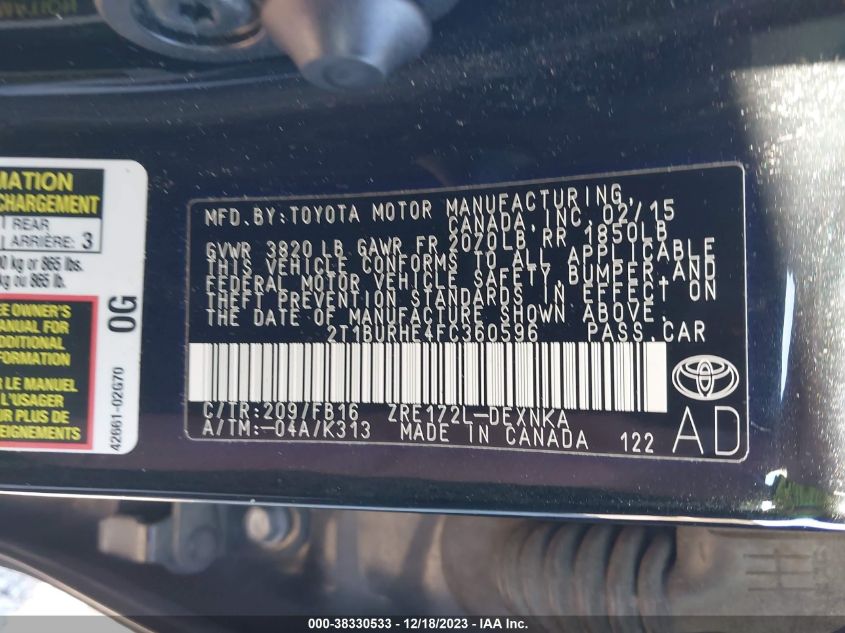 MATION
CHARGEMENT
REAR
ARRIÈRE 3
kg or 865 lbs.
kg ou 865 lb.
EE OWNER'S
MANUAL FOR
ADDITIONAL
FORMATION
R LE MANUEL
L'USAGER
PLUS DE
SEIGNEMENTS
0G
42661-02G70
MFD. BY: TOYOTA MOTOR MANUFACTURING,
CANADA, INC. 02/15
GVWR 3820 LB GAWR FR 2070LB RR 1850LB
THIS VEHICLE CONFORMS TO ALL APPLICABLE
FEDERAL MOTOR VEHICLE SAFETY, BUMPER, AND
THEFT PREVENTION STANDARDS IN EFFECT ON
THE DATE OF MANUFACTURE SHOWN ABOVE.
2T1BURHE4FC360596 PASS. CAR
C/TR: 209/FB16 ZRE172L-DEXNKA
A/TM: -04A/K313 MADE IN CANADA 122
AD
000-38330533 - 12/18/2023 - IAA Inc.